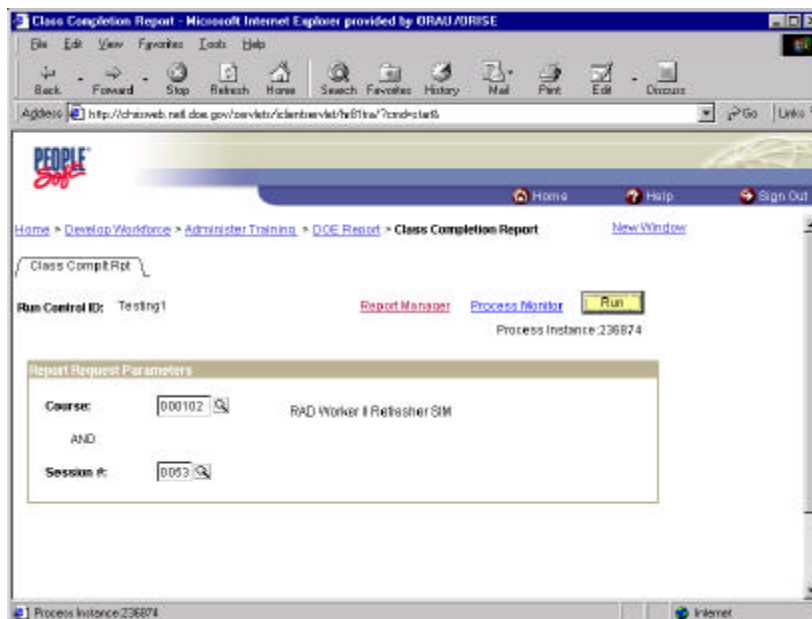 Class Completion Report - Microsoft Internet Explorer provided by ORAU/ORISE
File Edit View Favorites Tools Help
Back Forward Stop Refresh Home Search Favorites History Mail Print Edit Discuss
Address Go Links
PEOPLE
Soft
Home Help Sign Out
Home > Develop Workforce > Administer Training > DOE Report > Class Completion Report New Window
Class Complt Rpt
Run Control ID: Testing1 Report Manager Process Monitor Run
Process Instance:236874
Report Request Parameters
Course: 000102 RAD Worker II Refresher SIM
AND
Session #: 0053
Process Instance:236874 Internet